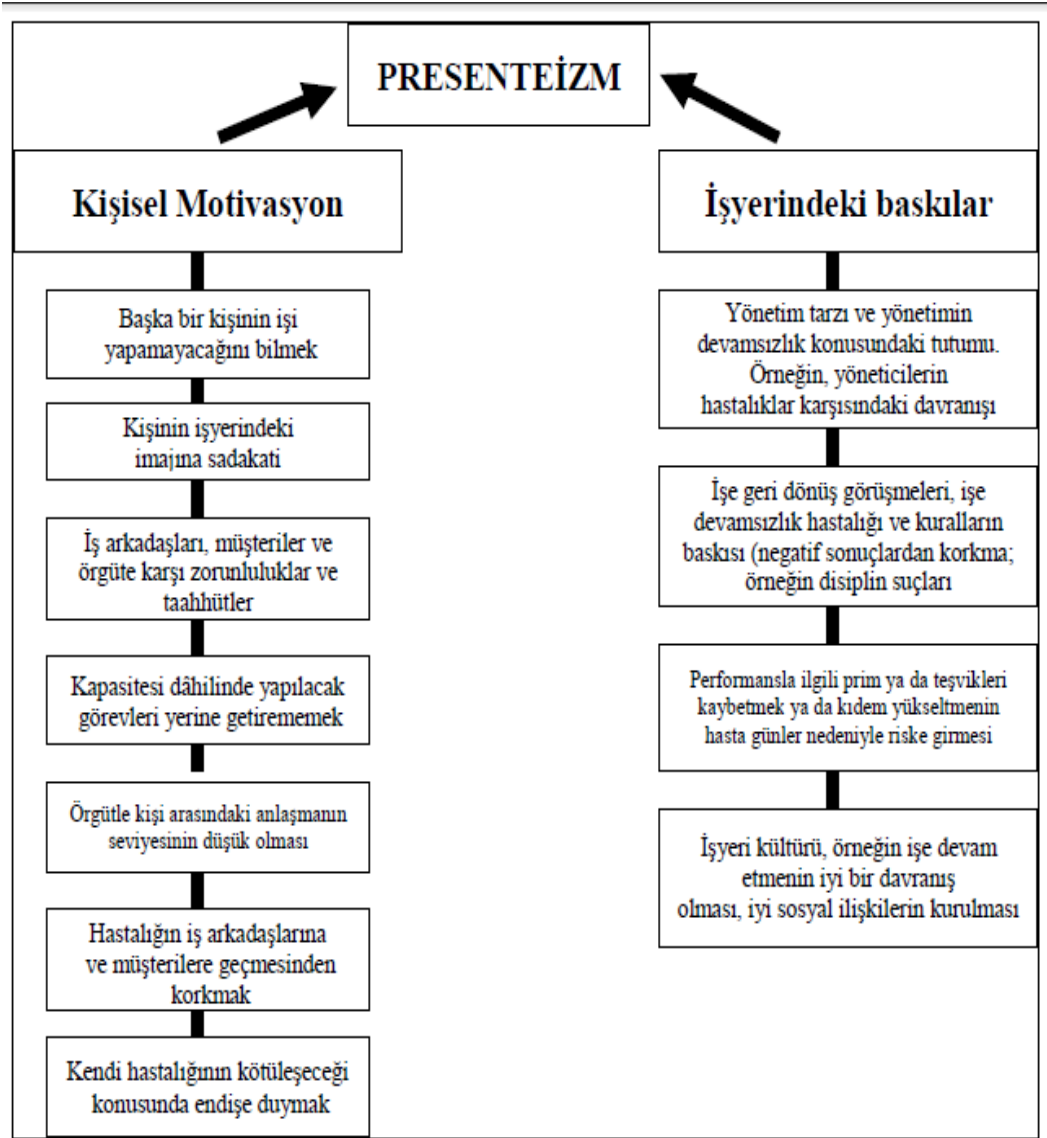 PRESENTEİZM
Kişisel Motivasyon
Başka bir kişinin işi
yapamayacağını bilmek
Kişinin işyerindeki
imajına sadakati
İş arkadaşları, müşteriler ve
örgüte karşı zorunluluklar ve
taahhütler
Kapasitesi dâhilinde yapılacak
görevleri yerine getirememek
Örgütle kişi arasındaki anlaşmanın
seviyesinin düşük olması
Hastalığın iş arkadaşlarına
ve müşterilere geçmesinden
korkmak
Kendi hastalığının kötüleşeceği
konusunda endişe duymak
İşyerindeki baskılar
Yönetim tarzı ve yönetimin
devamsızlık konusundaki tutumu.
Örneğin, yöneticilerin
hastalıklar karşısındaki davranışı
İşe geri dönüş görüşmeleri, işe
devamsızlık hastalığı ve kuralların
baskısı (negatif sonuçlardan korkma;
örneğin disiplin suçları
Performansla ilgili prim ya da teşvikleri
kaybetmek ya da kıdem yükseltmenin
hasta günler nedeniyle riske girmesi
İşyeri kültürü, örneğin işe devam
etmenin iyi bir davranış
olması, iyi sosyal ilişkilerin kurulması